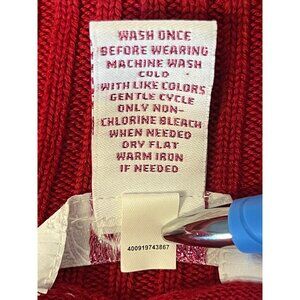 WASH ONCE
BEFORE WEARING
MACHINE WASH
COLD
WITH LIKE COLORS
GENTLE CYCLE
ONLY NON-
CHLORINE BLEACH
WHEN NEEDED
DRY FLAT
WARM IRON
IF NEEDED
400919743867